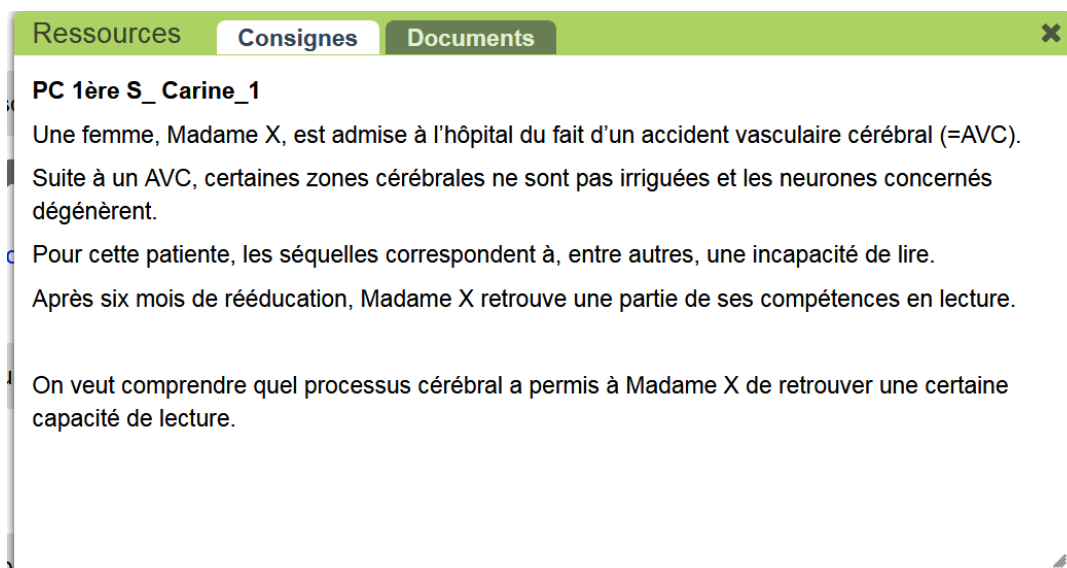 Ressources Consignes Documents
PC 1ère S_ Carine_1
Une femme, Madame X, est admise à l'hôpital du fait d'un accident vasculaire cérébral (=AVC).
Suite à un AVC, certaines zones cérébrales ne sont pas irriguées et les neurones concernés
dégénèrent.
Pour cette patiente, les séquelles correspondent à, entre autres, une incapacité de lire.
Après six mois de rééducation, Madame X retrouve une partie de ses compétences en lecture.
On veut comprendre quel processus cérébral a permis à Madame X de retrouver une certaine
capacité de lecture.